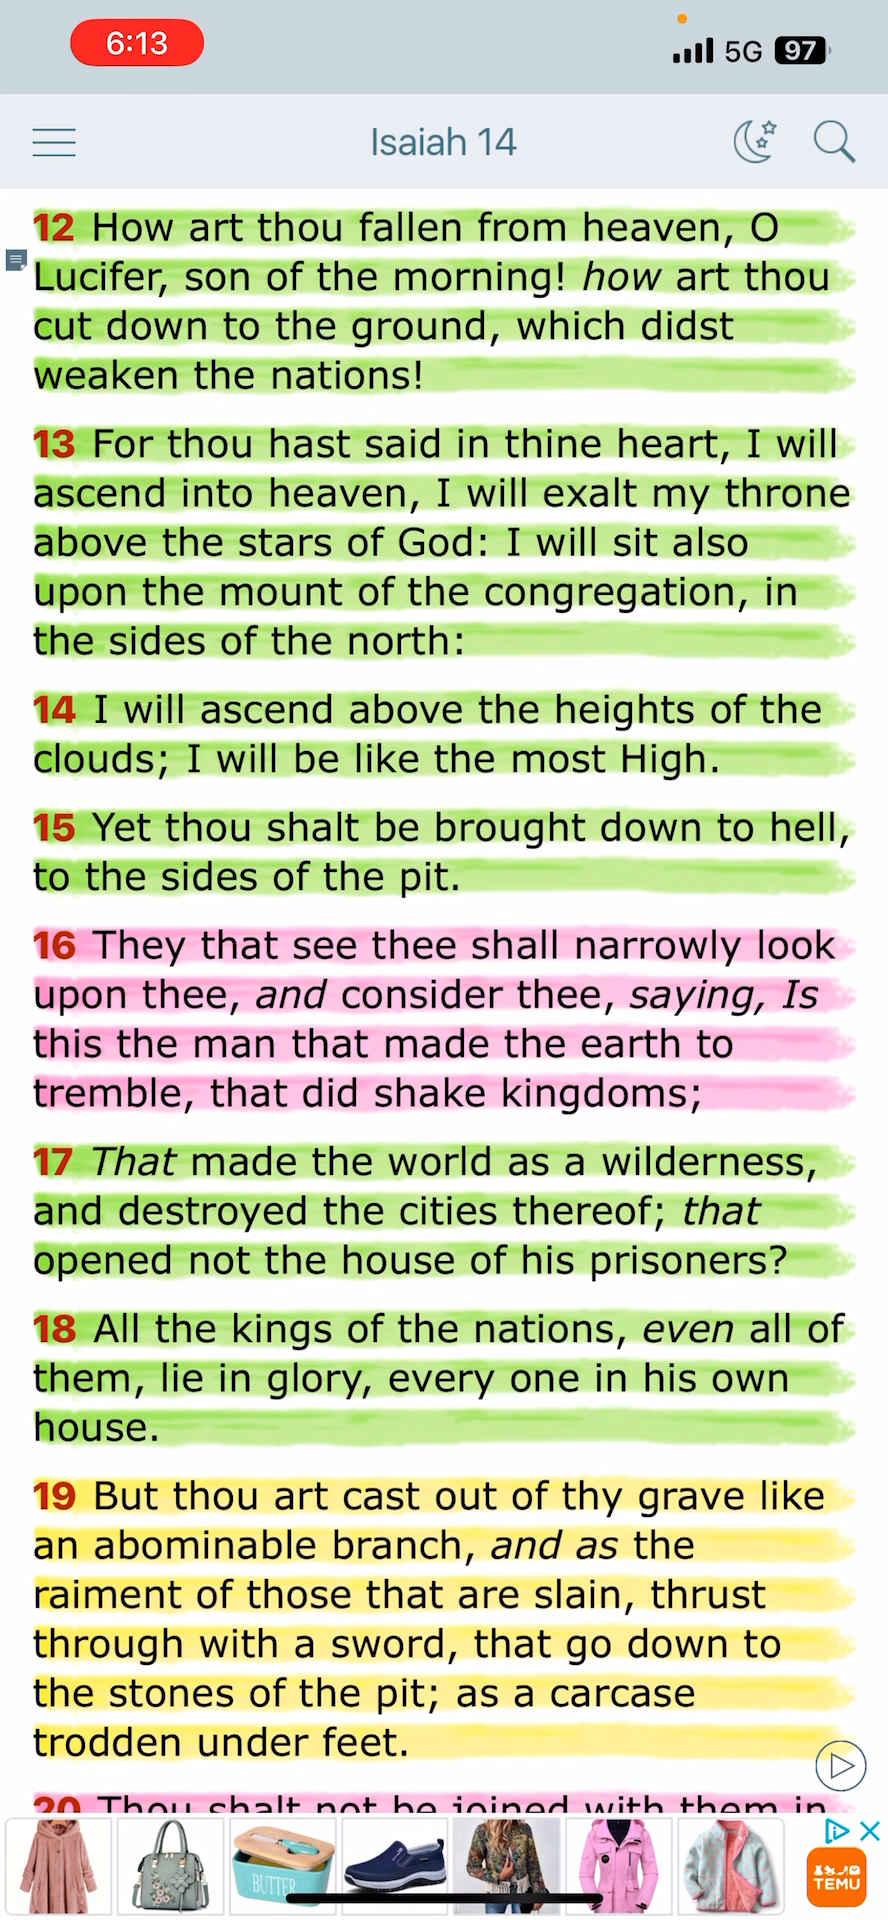 6:13
5G 97
Isaiah 14
12 How art thou fallen from heaven, O
Lucifer, son of the morning! how art thou
cut down to the ground, which didst
weaken the nations!
13 For thou hast said in thine heart, I will
ascend into heaven, I will exalt my throne
above the stars of God: I will sit also
upon the mount of the congregation, in
the sides of the north:
14 I will ascend above the heights of the
clouds; I will be like the most High.
15 Yet thou shalt be brought down to hell,
to the sides of the pit.
16 They that see thee shall narrowly look
upon thee, and consider thee, saying, Is
this the man that made the earth to
tremble, that did shake kingdoms;
17 That made the world as a wilderness,
and destroyed the cities thereof; that
opened not the house of his prisoners?
18 All the kings of the nations, even all of
them, lie in glory, every one in his own
house.
19 But thou art cast out of thy grave like
an abominable branch, and as the
raiment of those that are slain, thrust
through with a sword, that go down to
the stones of the pit; as a carcase
trodden under feet.
20 Thou shalt not be joined with them in
BUTTER
TEMU